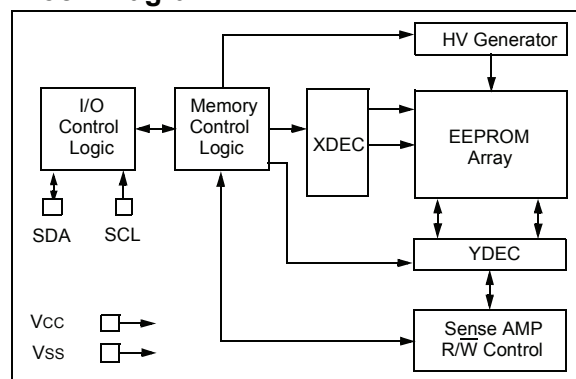 HV Generator
I/O
Control
Logic
Memory
Control
Logic
XDEC
EEPROM
Array
SDA
SCL
YDEC
VCC
VSS
Sense AMP
R/W̅ Control